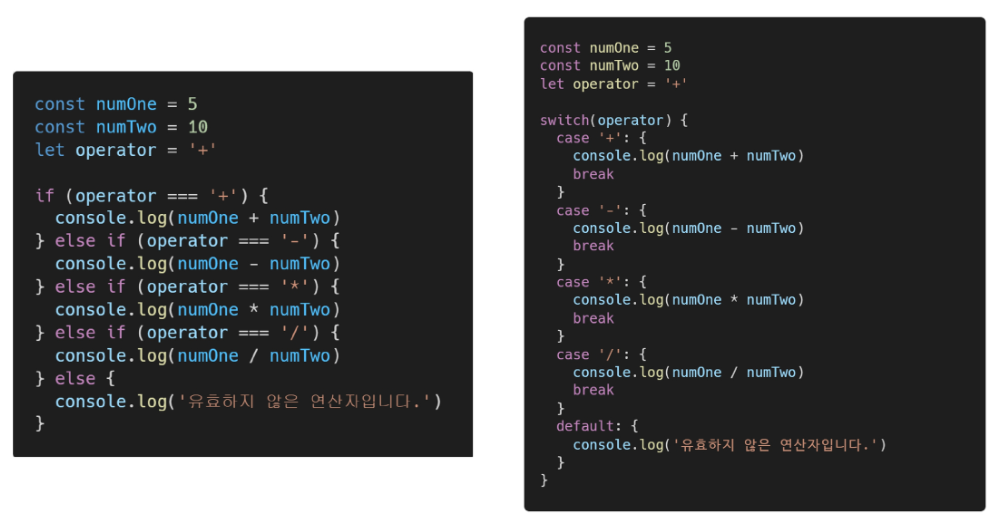 const numOne = 5
const numTwo = 10
let operator = '+'
if (operator === '+') {
  console.log(numOne + numTwo)
} else if (operator === '-') {
  console.log(numOne - numTwo)
} else if (operator === '*') {
  console.log(numOne * numTwo)
} else if (operator === '/') {
  console.log(numOne / numTwo)
} else {
  console.log('유효하지 않은 연산자입니다.')
}
const numOne = 5
const numTwo = 10
let operator = '+'
switch(operator) {
  case '+': {
    console.log(numOne + numTwo)
    break
  }
  case '-': {
    console.log(numOne - numTwo)
    break
  }
  case '*': {
    console.log(numOne * numTwo)
    break
  }
  case '/': {
    console.log(numOne / numTwo)
    break
  }
  default: {
    console.log('유효하지 않은 연산자입니다.')
  }
}